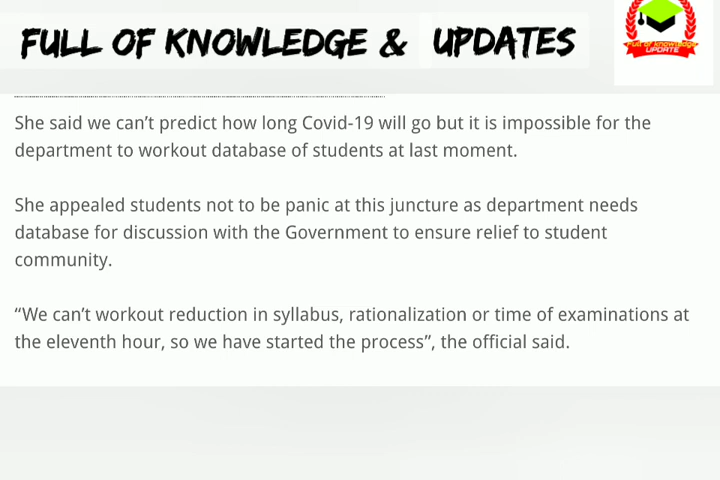 FULL OF KNOWLEDGE & UPDATES
Full of knowledge
UPDATE
She said we can't predict how long Covid-19 will go but it is impossible for the
department to workout database of students at last moment.
She appealed students not to be panic at this juncture as department needs
database for discussion with the Government to ensure relief to student
community.
“We can't workout reduction in syllabus, rationalization or time of examinations at
the eleventh hour, so we have started the process”, the official said.